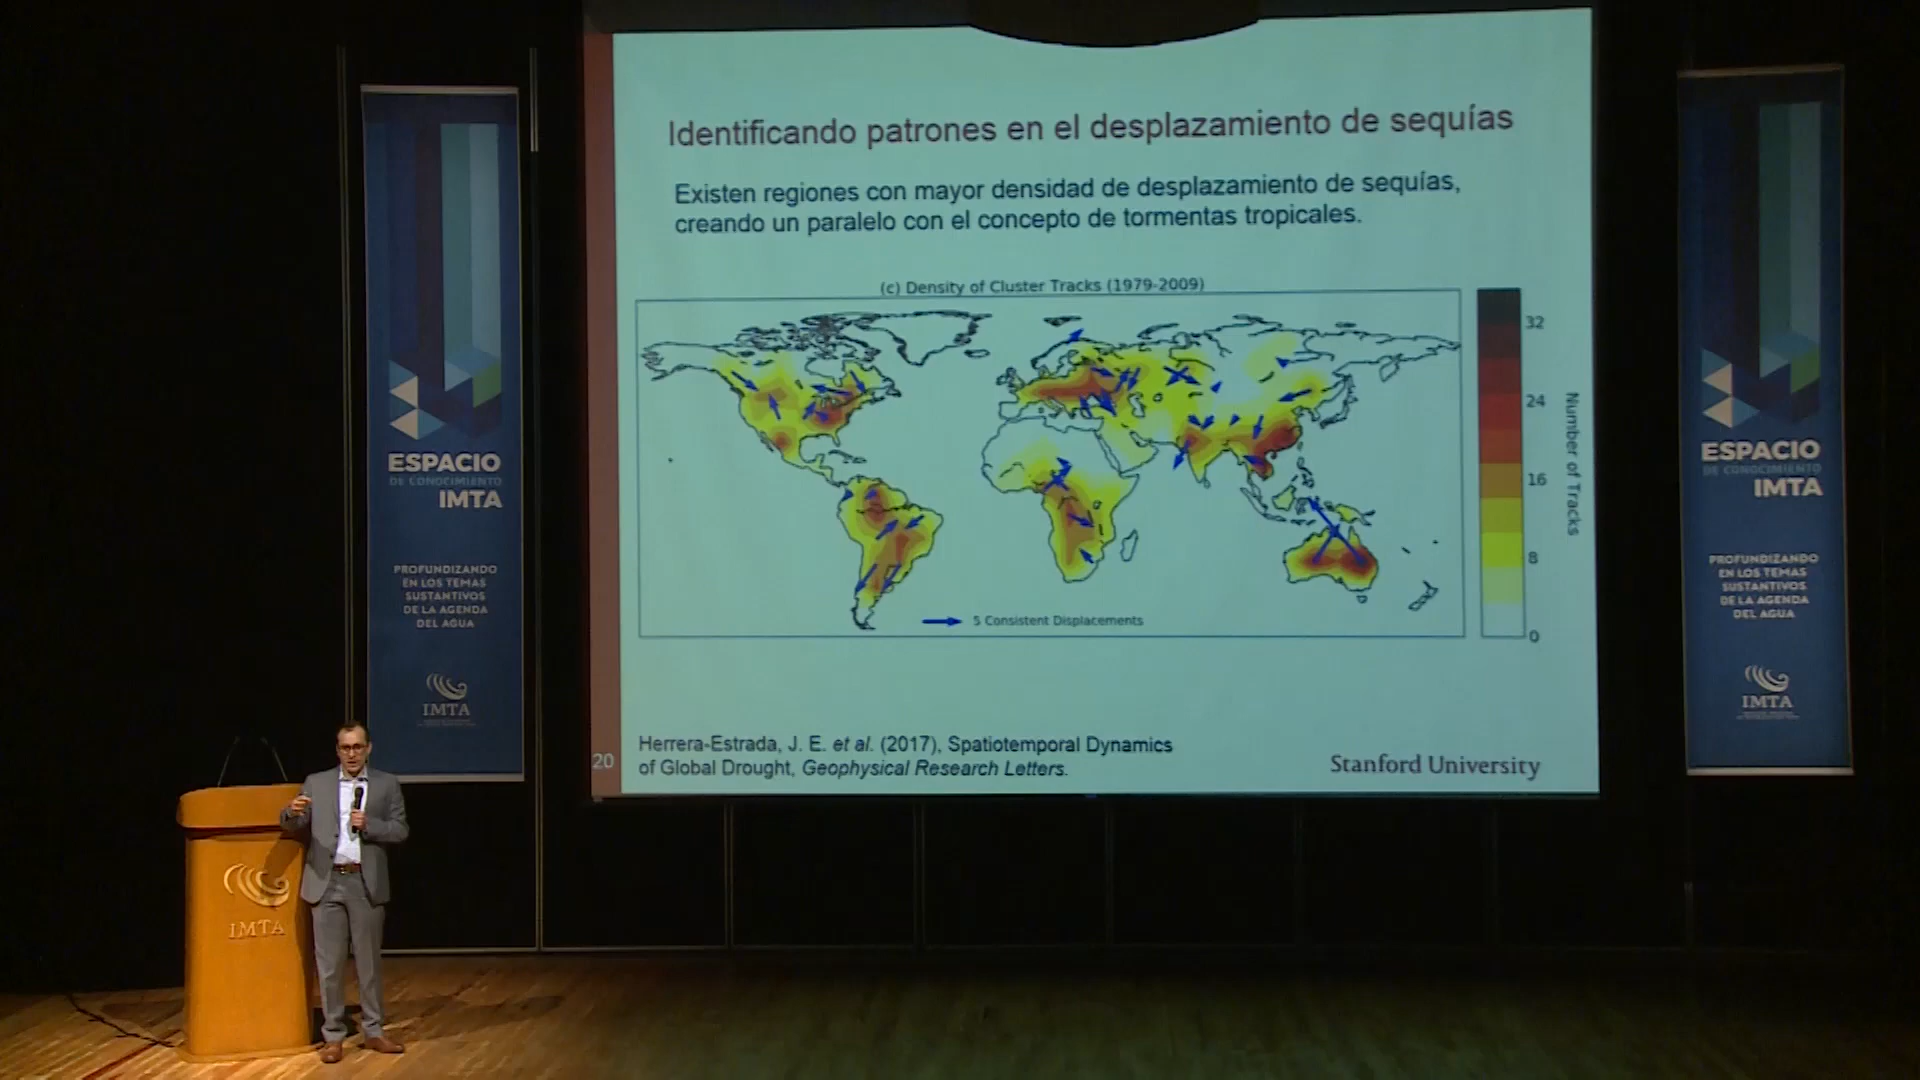 Identificando patrones en el desplazamiento de sequías
Existen regiones con mayor densidad de desplazamiento de sequías,
creando un paralelo con el concepto de tormentas tropicales.
(c) Density of Cluster Tracks (1979-2009)
32
24
16
8
0
Number of Tracks
5 Consistent Displacements
Herrera-Estrada, J. E. et al. (2017), Spatiotemporal Dynamics
of Global Drought, Geophysical Research Letters.
Stanford University
20
ESPACIO
DE CONOCIMIENTO
IMTA
PROFUNDIZANDO
EN LOS TEMAS
SUSTANTIVOS
DE LA AGENDA
DEL AGUA
IMTA
ESPACIO
DE CONOCIMIENTO
IMTA
PROFUNDIZANDO
EN LOS TEMAS
SUSTANTIVOS
DE LA AGENDA
DEL AGUA
IMTA
IMTA